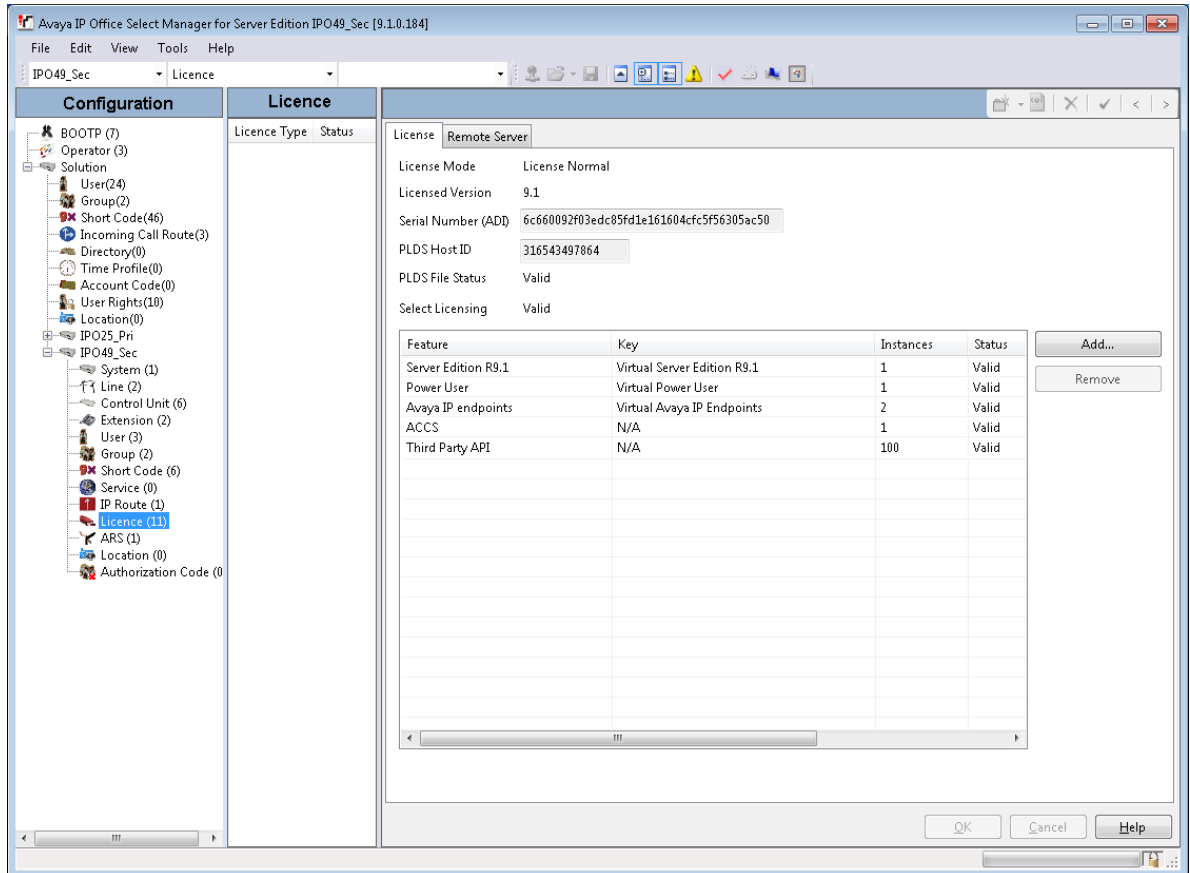 Avaya IP Office Select Manager for Server Edition IPO49_Sec [9.1.0.184]
File Edit View Tools Help
IPO49_Sec Licence
Configuration
BOOTP (7)
Operator (3)
Solution
User(24)
Group(2)
Short Code(46)
Incoming Call Route(3)
Directory(0)
Time Profile(0)
Account Code(0)
User Rights(10)
Location(0)
IPO25_Pri
IPO49_Sec
System (1)
Line (2)
Control Unit (6)
Extension (2)
User (3)
Group (2)
Short Code (6)
Service (0)
IP Route (1)
Licence (11)
ARS (1)
Location (0)
Authorization Code (0
Licence
Licence Type Status
License Remote Server
License Mode License Normal
Licensed Version 9.1
Serial Number (ADI) 6c660092f03edc85fd1e161604cfc5f56305ac50
PLDS Host ID 316543497864
PLDS File Status Valid
Select Licensing Valid
Feature Key Instances Status
Server Edition R9.1 Virtual Server Edition R9.1 1 Valid
Power User Virtual Power User 1 Valid
Avaya IP endpoints Virtual Avaya IP Endpoints 2 Valid
ACCS N/A 1 Valid
Third Party API N/A 100 Valid
Add...
Remove
OK Cancel Help